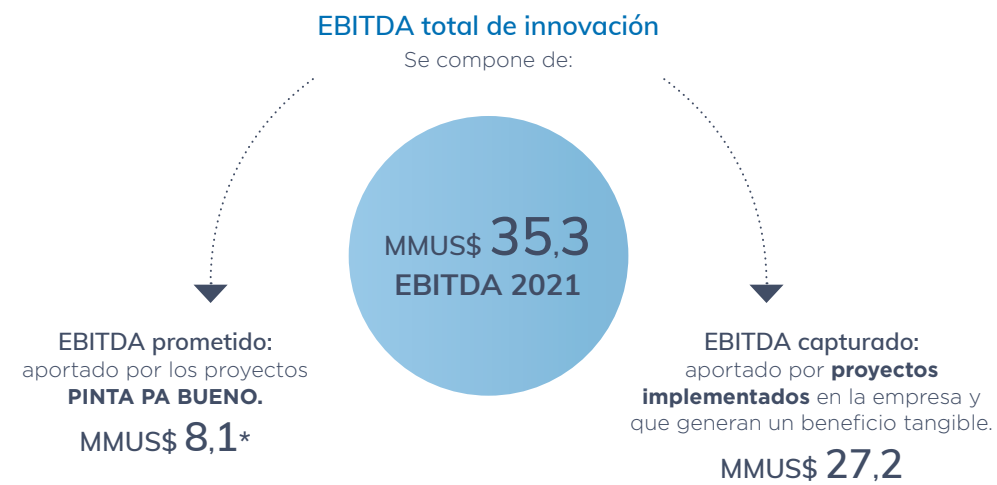 EBITDA total de innovación
Se compone de:
MMUS$ 35,3
EBITDA 2021
EBITDA prometido:
aportado por los proyectos
PINTA PA BUENO.
MMUS$ 8,1*
EBITDA capturado:
aportado por proyectos
implementados en la empresa y
que generan un beneficio tangible.
MMUS$ 27,2